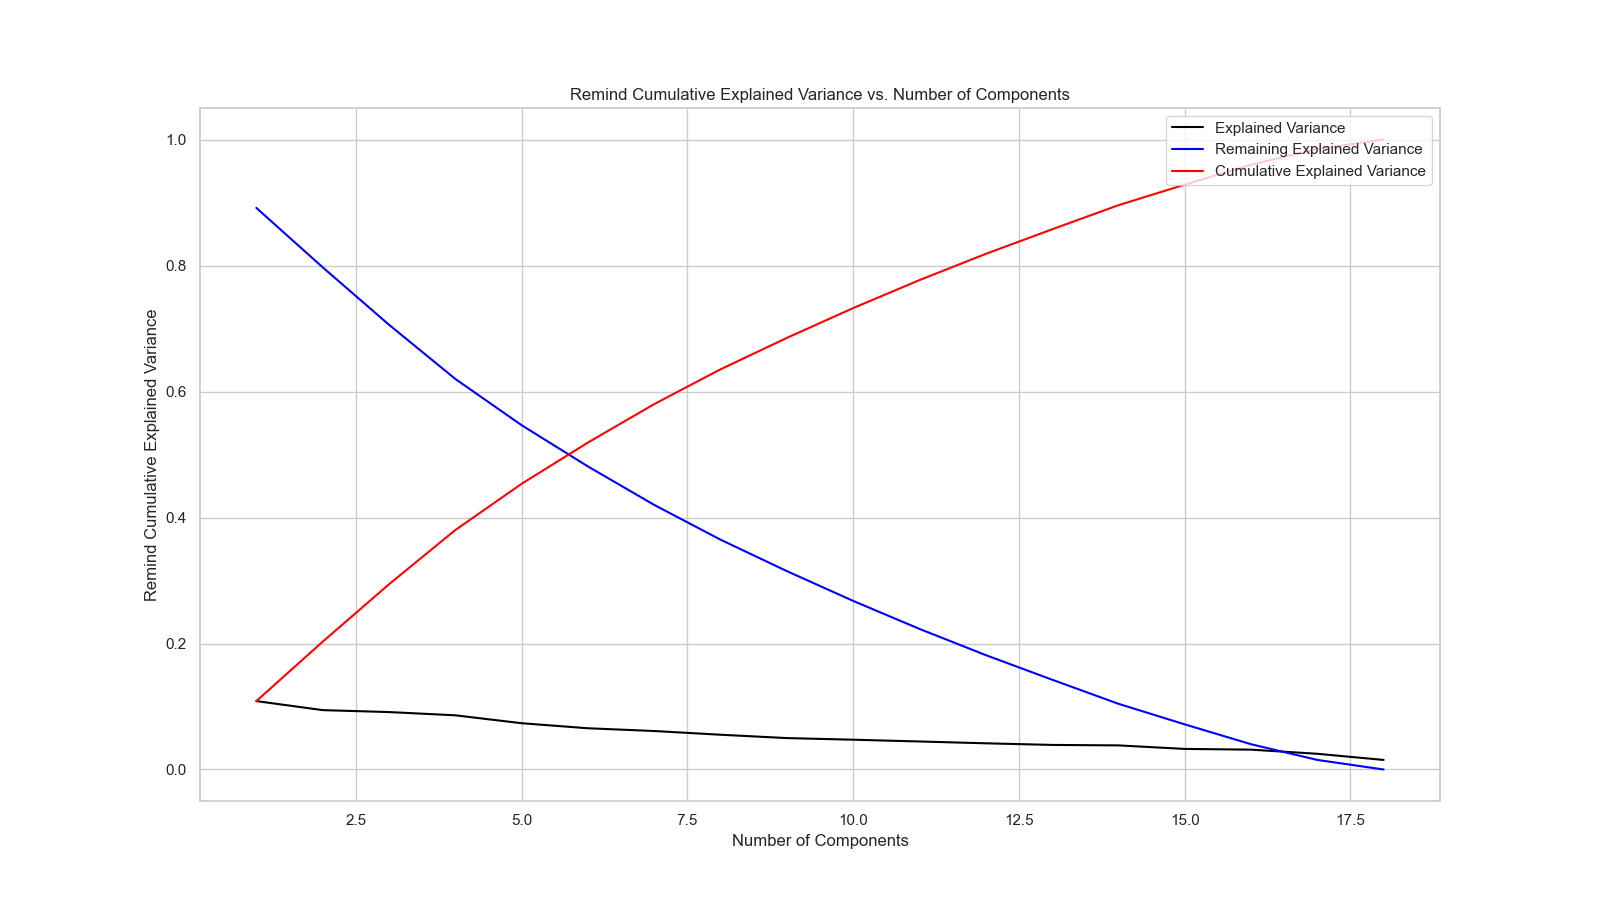 Remind Cumulative Explained Variance vs. Number of Components
Explained Variance
Remaining Explained Variance
Cumulative Explained Variance
Remind Cumulative Explained Variance
1.0
0.8
0.6
0.4
0.2
0.0
2.5 5.0 7.5 10.0 12.5 15.0 17.5
Number of Components